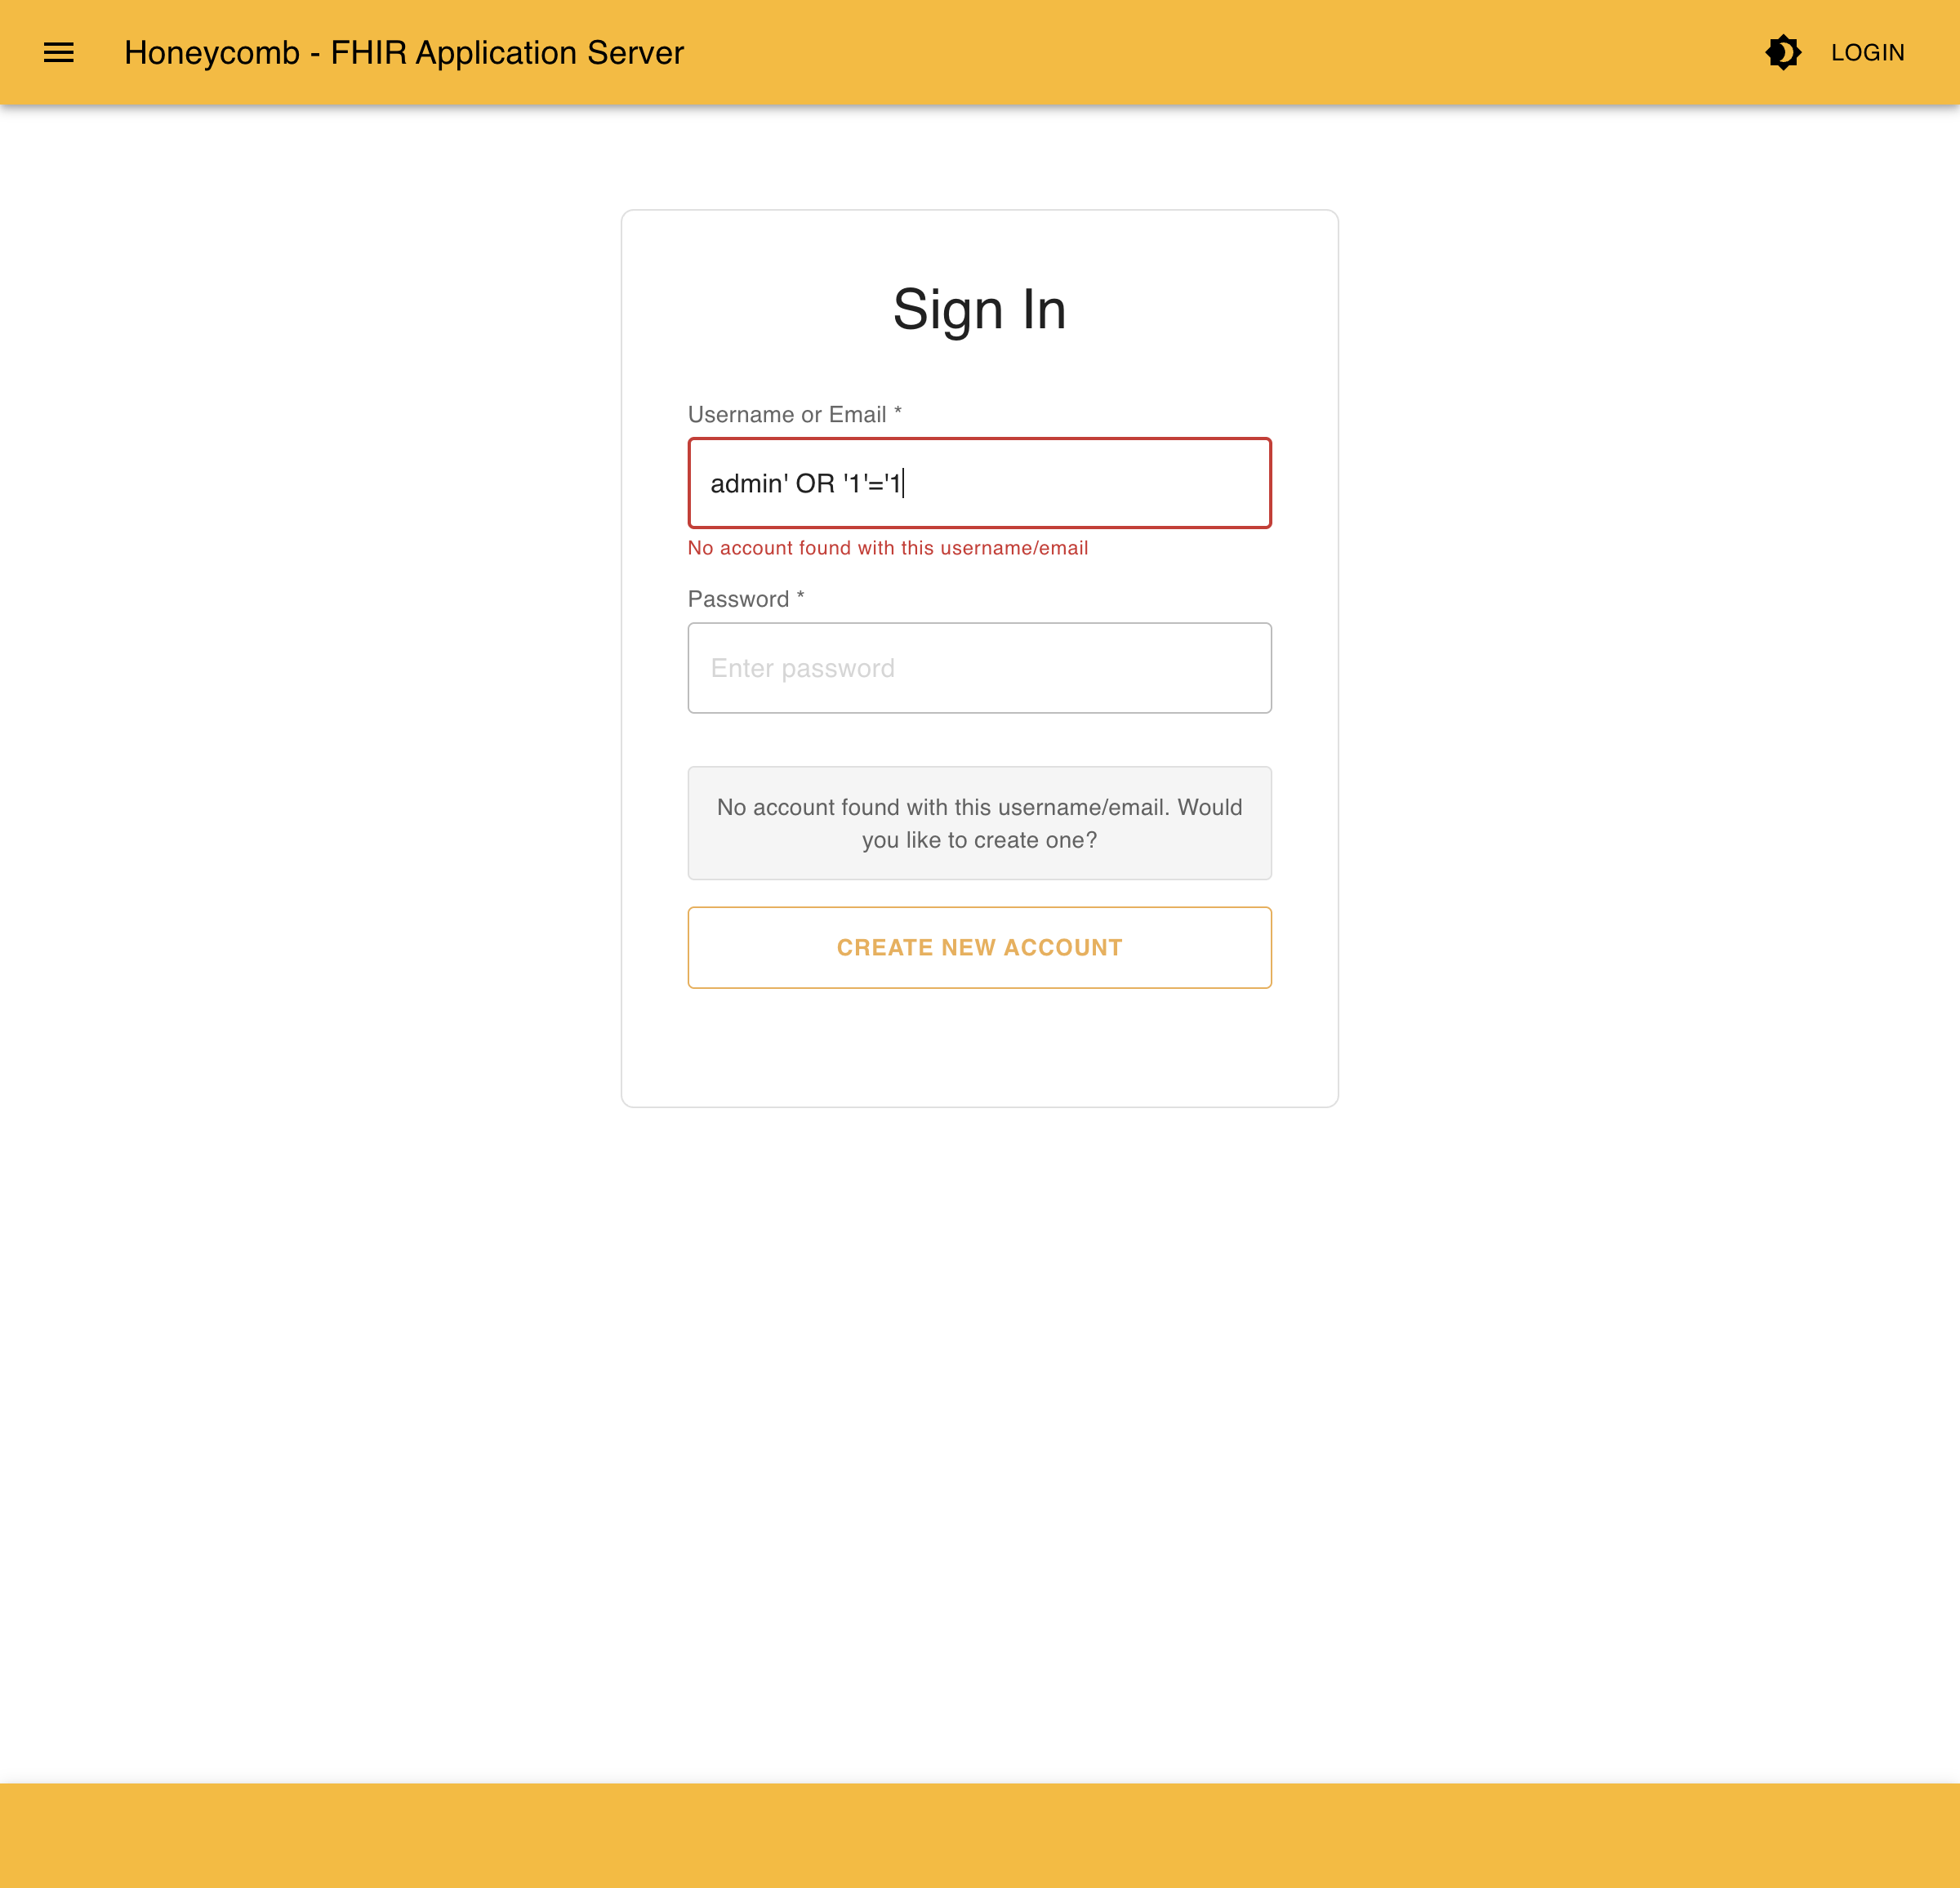 Honeycomb - FHIR Application Server
LOGIN
Sign In
Username or Email *
admin' OR '1'='1
No account found with this username/email
Password *
Enter password
No account found with this username/email. Would
you like to create one?
CREATE NEW ACCOUNT